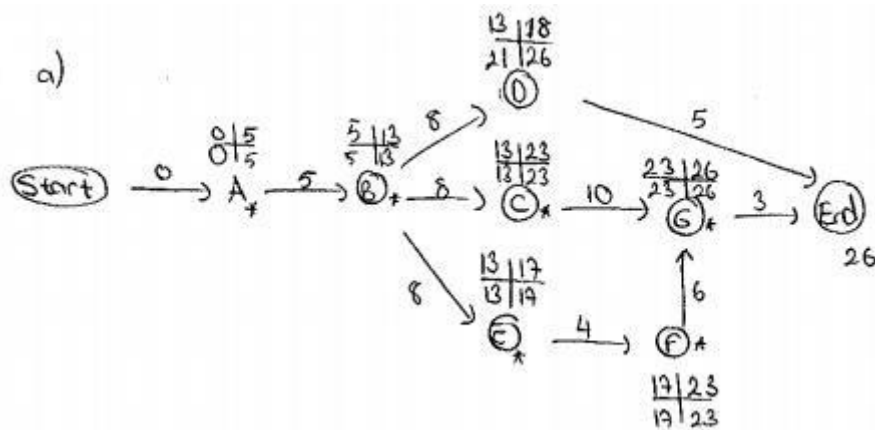 a)
13 | 18
21 | 26
D
8
5
0 | 5
0 | 5
5 | 13
5 | 13
13 | 23
13 | 23
23 | 26
23 | 26
Start
0
A *
5
B *
8
C *
10
G *
3
End
26
8
13 | 17
13 | 17
6
E *
4
F *
17 | 23
17 | 23